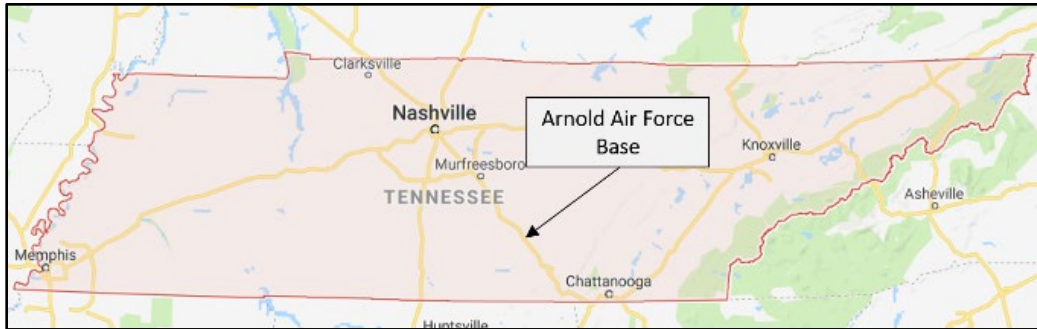 Clarksville
Nashville
Arnold Air Force
Base
Murfreesboro
Knoxville
TENNESSEE
Asheville
Memphis
Chattanooga
Huntsville